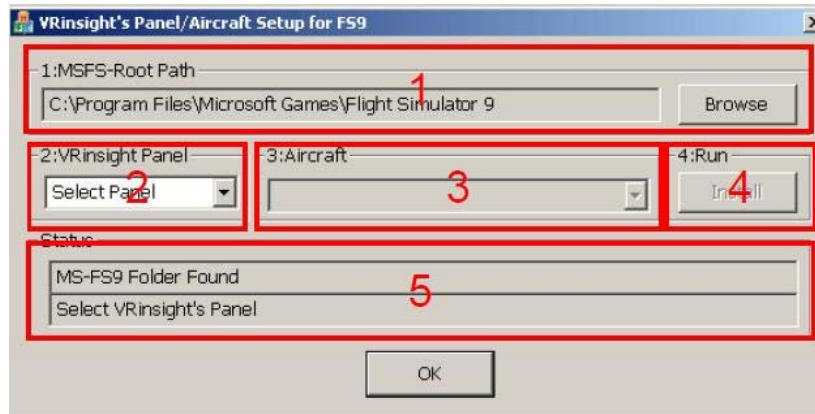 VRinsight's Panel/Aircraft Setup for FS9
1:MSFS-Root Path
1
C:\Program Files\Microsoft Games\Flight Simulator 9
Browse
2:VRinsight Panel
3:Aircraft
4:Run
Select Panel
2
3
Install
4
Status
MS-FS9 Folder Found
5
Select VRinsight's Panel
OK